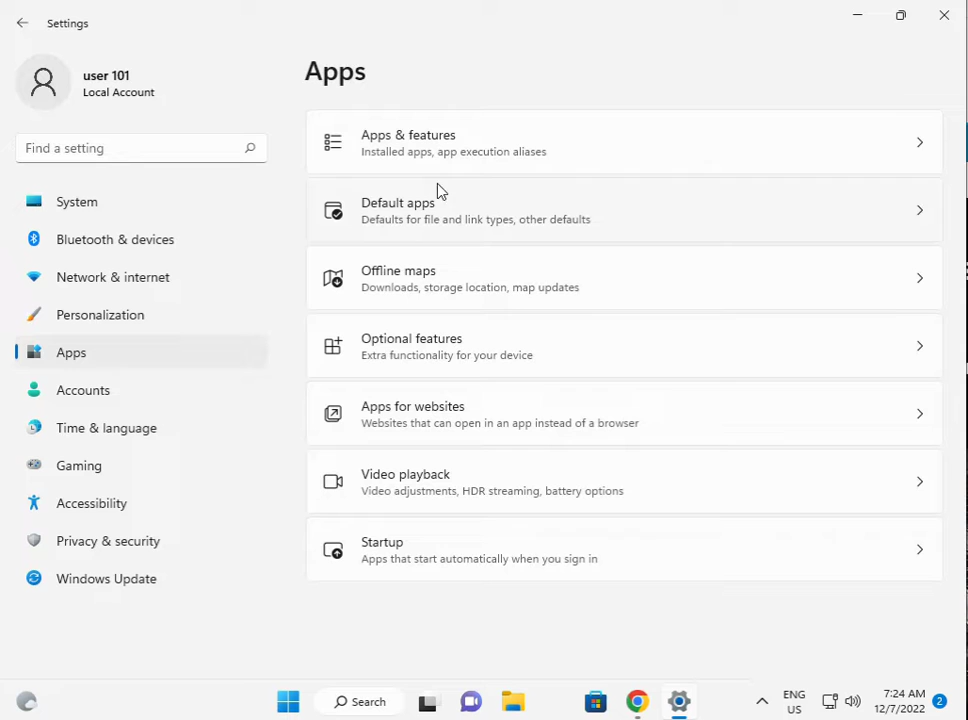 Settings
user 101
Local Account
Find a setting
System
Bluetooth & devices
Network & internet
Personalization
Apps
Accounts
Time & language
Gaming
Accessibility
Privacy & security
Windows Update
Apps
Apps & features
Installed apps, app execution aliases
Default apps
Defaults for file and link types, other defaults
Offline maps
Downloads, storage location, map updates
Optional features
Extra functionality for your device
Apps for websites
Websites that can open in an app instead of a browser
Video playback
Video adjustments, HDR streaming, battery options
Startup
Apps that start automatically when you sign in
Search
ENG
US
7:24 AM
12/7/2022
2